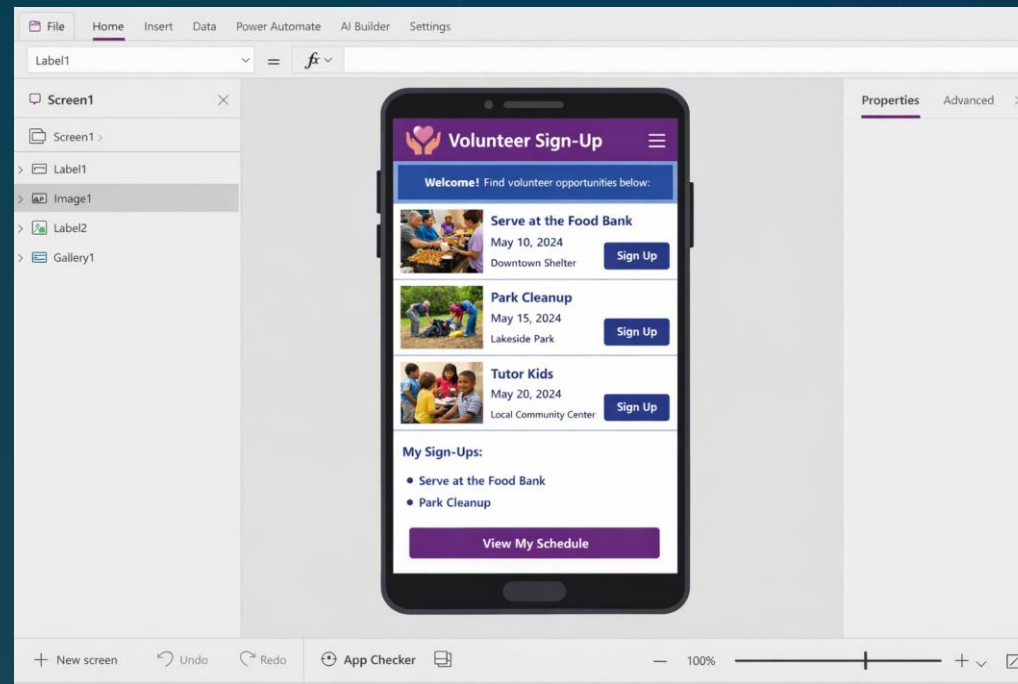 File Home Insert Data Power Automate AI Builder Settings
Label1 = fx
Screen1
Screen1
Label1
Image1
Label2
Gallery1
Volunteer Sign-Up
Welcome! Find volunteer opportunities below:
Serve at the Food Bank
May 10, 2024
Downtown Shelter
Sign Up
Park Cleanup
May 15, 2024
Lakeside Park
Sign Up
Tutor Kids
May 20, 2024
Local Community Center
Sign Up
My Sign-Ups:
• Serve at the Food Bank
• Park Cleanup
View My Schedule
Properties Advanced
+ New screen Undo Redo App Checker — 100% +